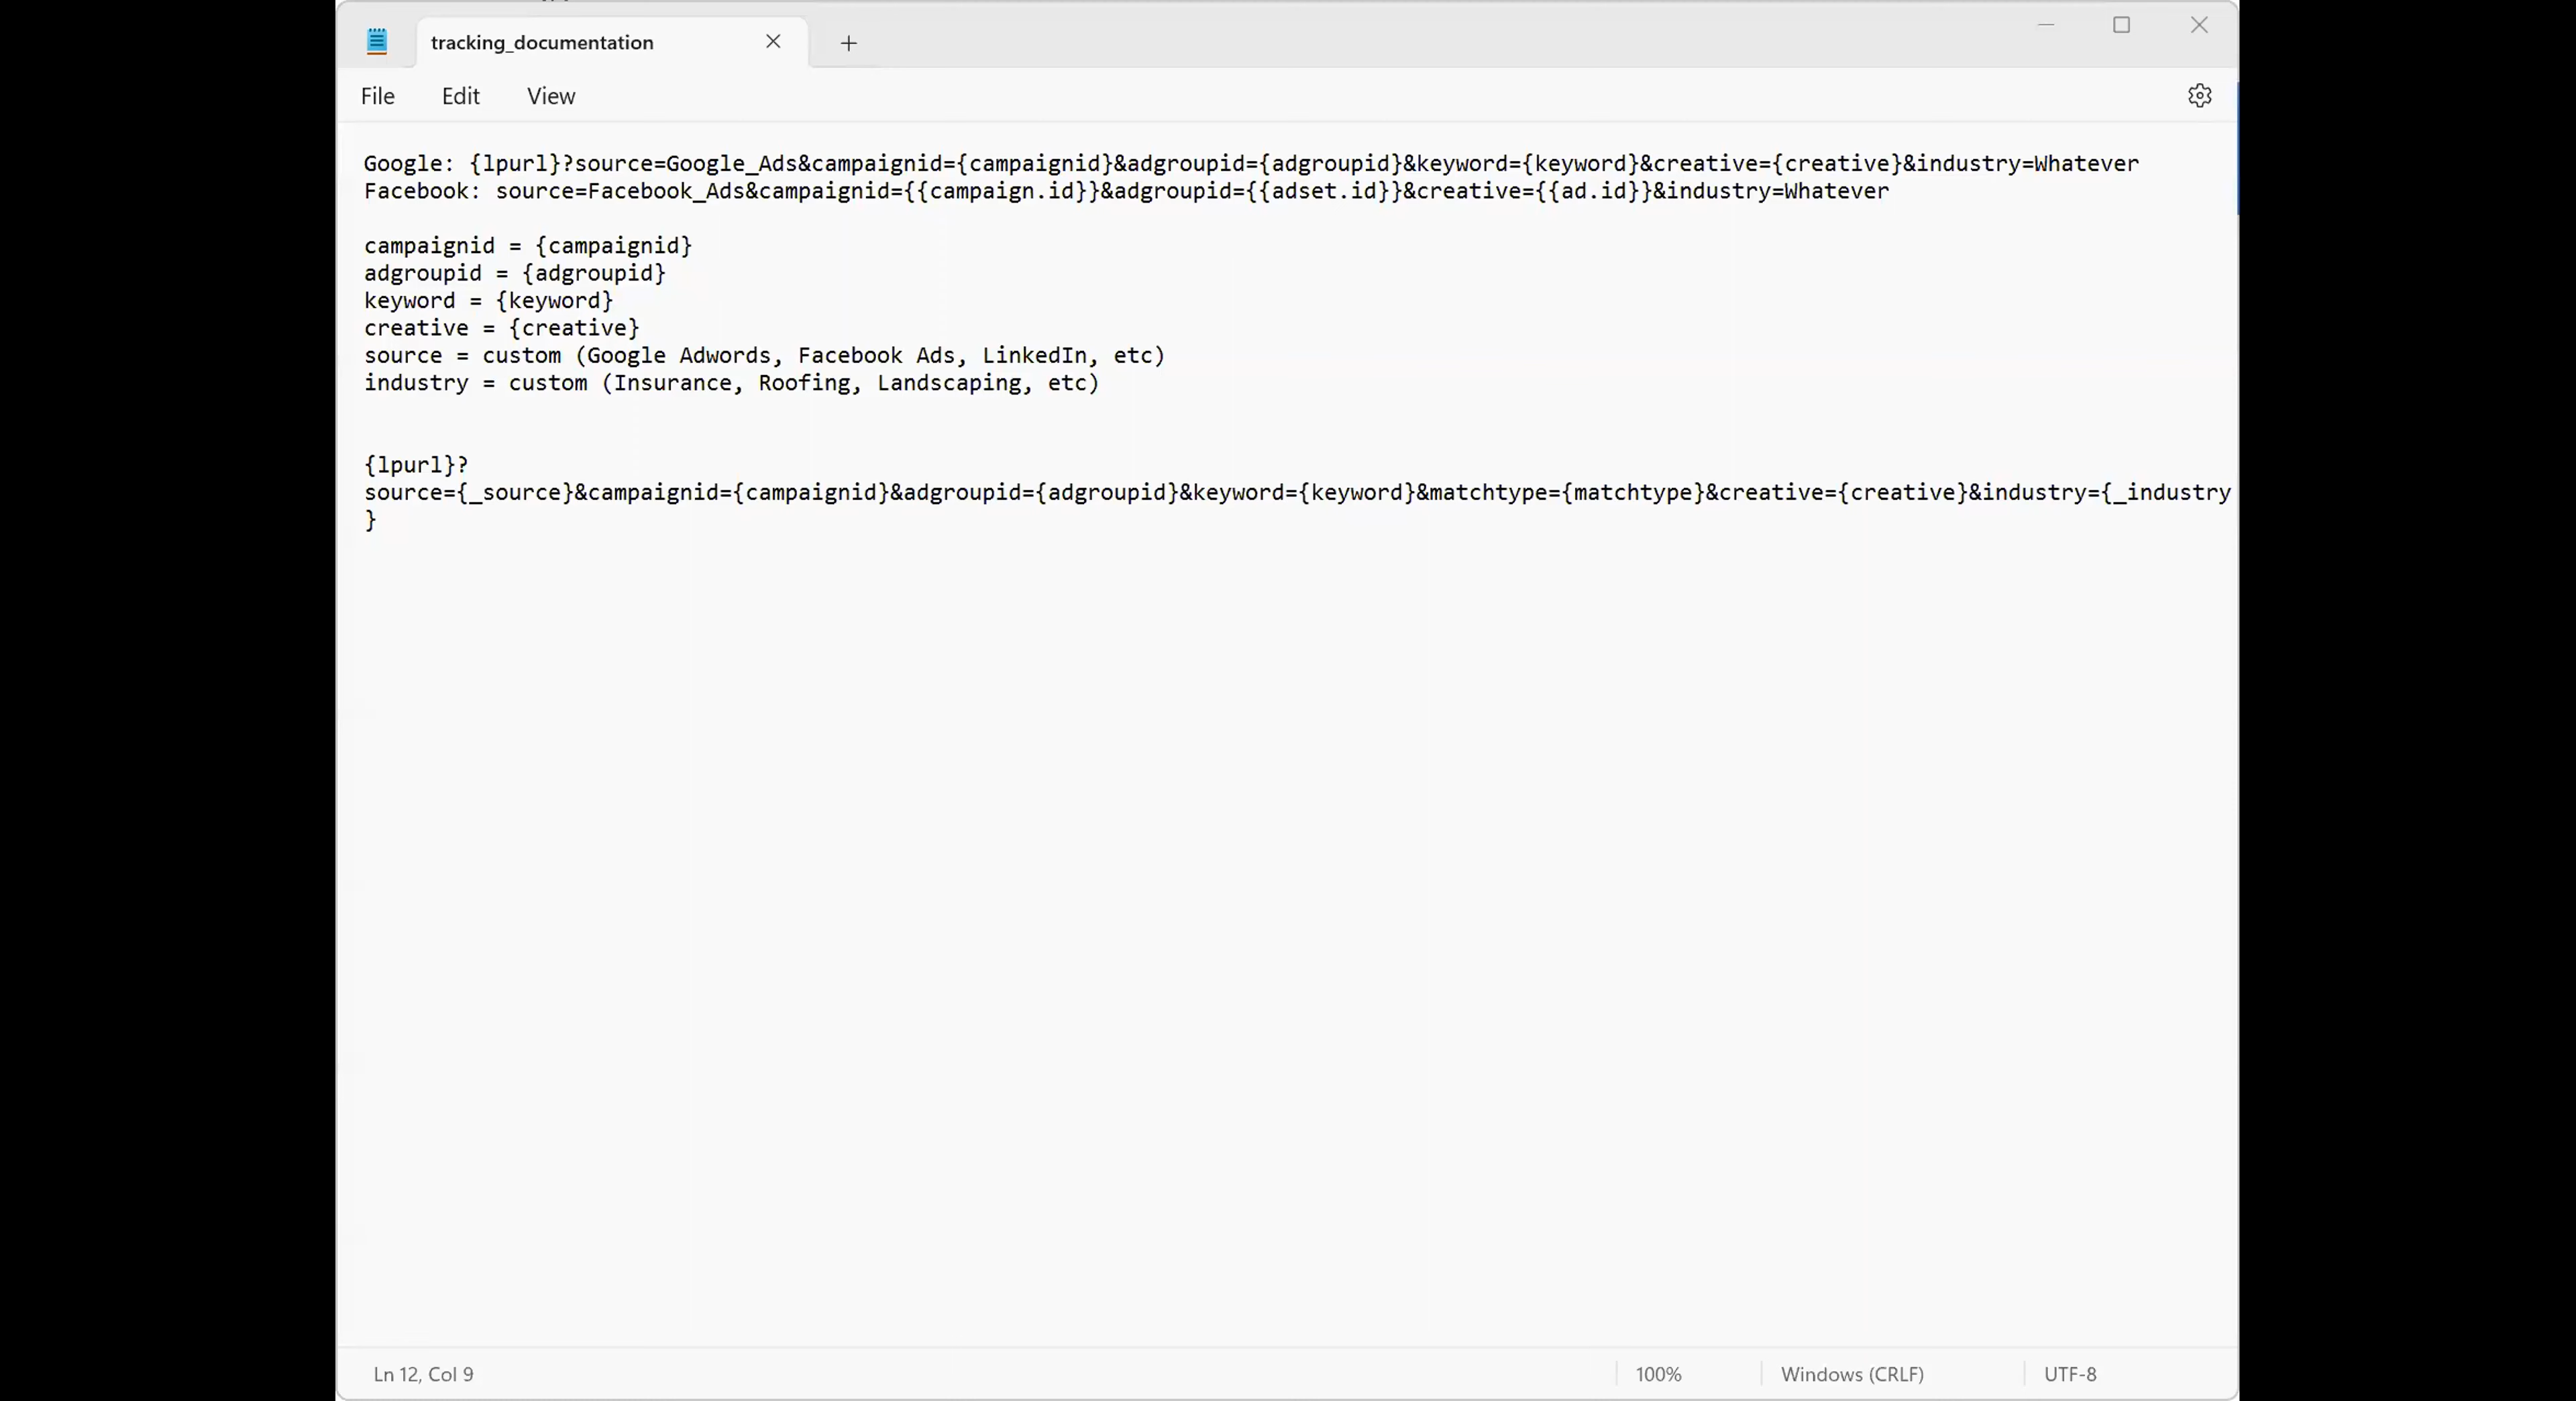 tracking_documentation
File Edit View
Google: {lpurl}?source=Google_Ads&campaignid={campaignid}&adgroupid={adgroupid}&keyword={keyword}&creative={creative}&industry=Whatever
Facebook: source=Facebook_Ads&campaignid={{campaign.id}}&adgroupid={{adset.id}}&creative={{ad.id}}&industry=Whatever
campaignid = {campaignid}
adgroupid = {adgroupid}
keyword = {keyword}
creative = {creative}
source = custom (Google Adwords, Facebook Ads, LinkedIn, etc)
industry = custom (Insurance, Roofing, Landscaping, etc)
{lpurl}?
source={_source}&campaignid={campaignid}&adgroupid={adgroupid}&keyword={keyword}&matchtype={matchtype}&creative={creative}&industry={_industry
}
Ln 12, Col 9 100% Windows (CRLF) UTF-8